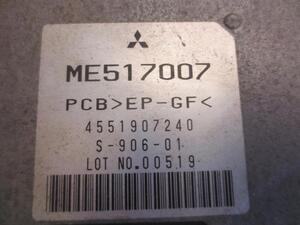 ME517007
PCB>EP-GF<
4551907240
S-906-01
LOT NO.00519